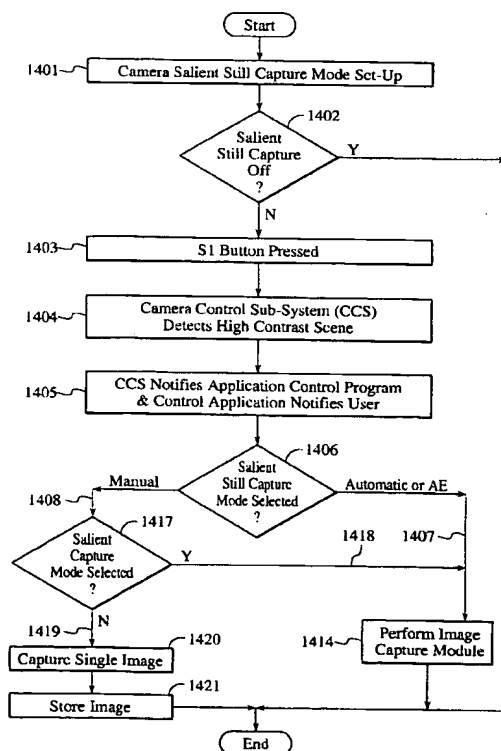 Start
1401
Camera Salient Still Capture Mode Set-Up
1402
Salient
Still Capture
Off
?
Y
N
1403
S1 Button Pressed
1404
Camera Control Sub-System (CCS)
Detects High Contrast Scene
1405
CCS Notifies Application Control Program
& Control Application Notifies User
1406
Salient
Still Capture
Mode Selected
?
Manual
Automatic or AE
1408
1417
1418
1407
Salient
Capture
Mode Selected
?
Y
N
1419
1420
Capture Single Image
1414
Perform Image
Capture Module
1421
Store Image
End